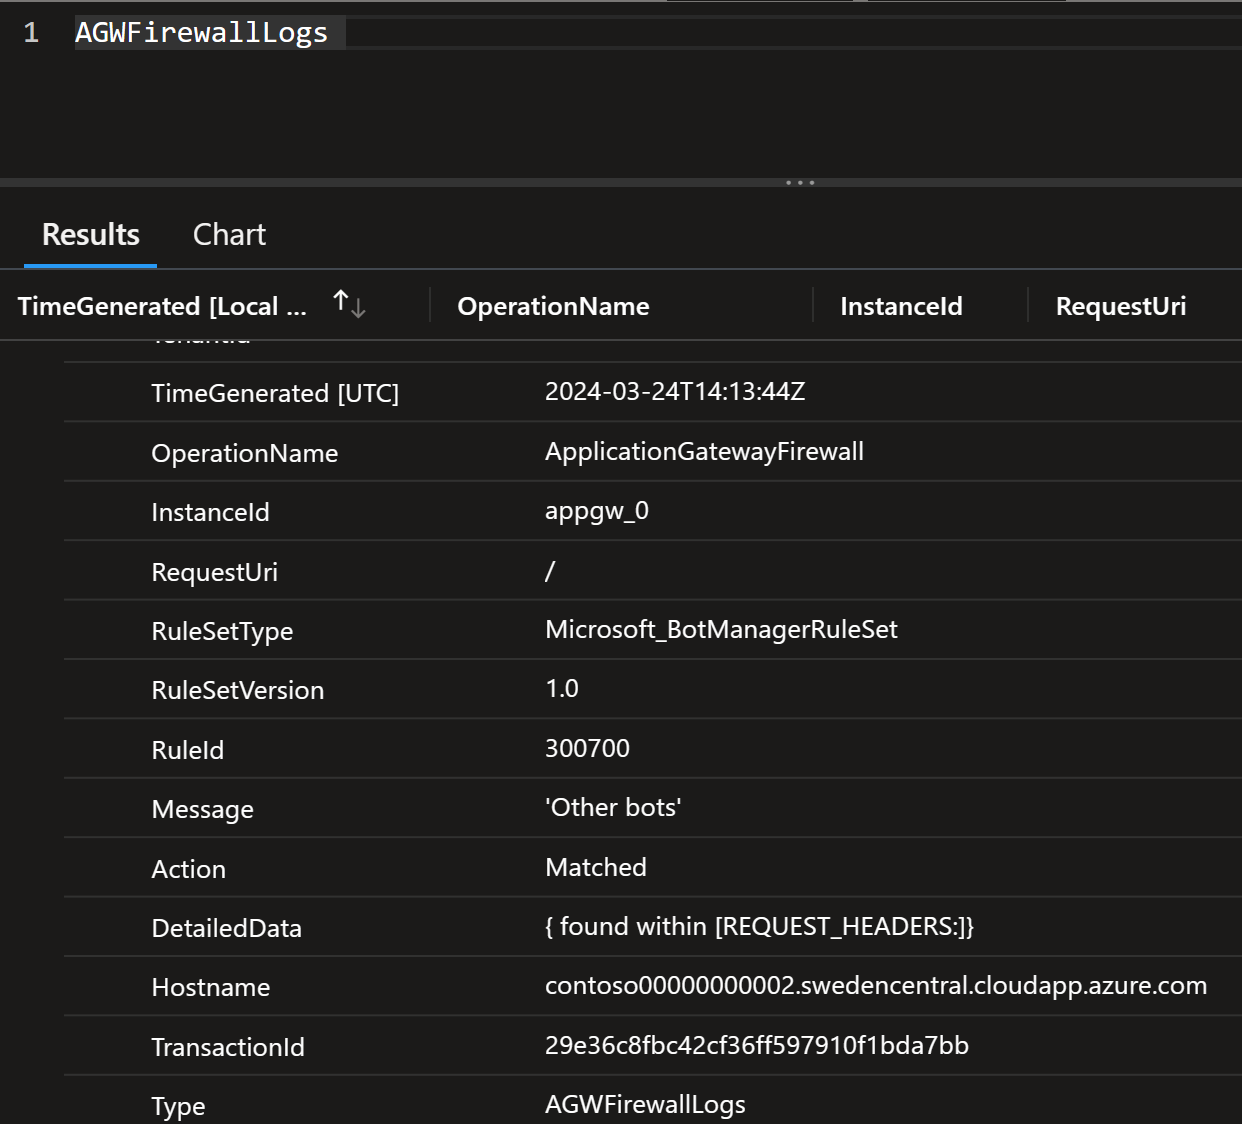 1 AGWFirewallLogs
Results Chart
TimeGenerated [Local ... OperationName InstanceId RequestUri
TenantId
TimeGenerated [UTC] 2024-03-24T14:13:44Z
OperationName ApplicationGatewayFirewall
InstanceId appgw_0
RequestUri /
RuleSetType Microsoft_BotManagerRuleSet
RuleSetVersion 1.0
RuleId 300700
Message 'Other bots'
Action Matched
DetailedData { found within [REQUEST_HEADERS:]}
Hostname contoso00000000002.swedencentral.cloudapp.azure.com
TransactionId 29e36c8fbc42cf36ff597910f1bda7bb
Type AGWFirewallLogs